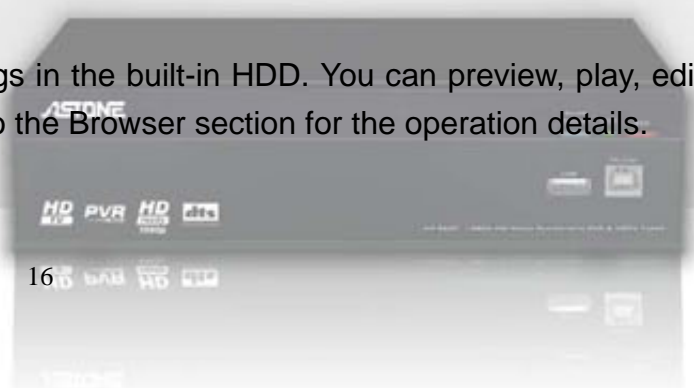 gs in the built-in HDD. You can preview, play, edi
ASTONE
o the Browser section for the operation details.
HD PVR HD dts
TV
16